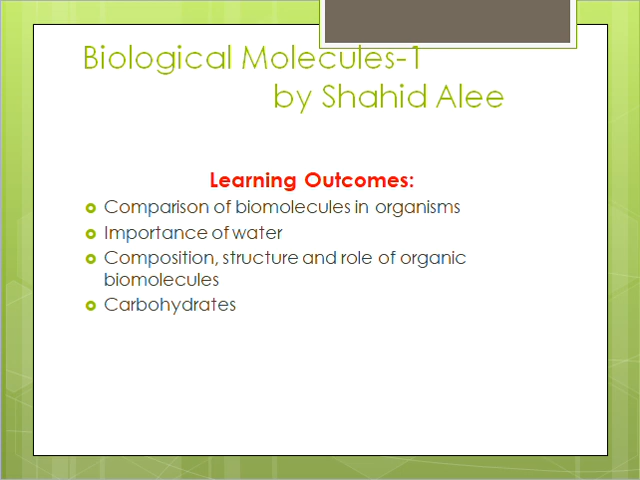 Biological Molecules-1
by Shahid Alee
Learning Outcomes:
Comparison of biomolecules in organisms
Importance of water
Composition, structure and role of organic
biomolecules
Carbohydrates